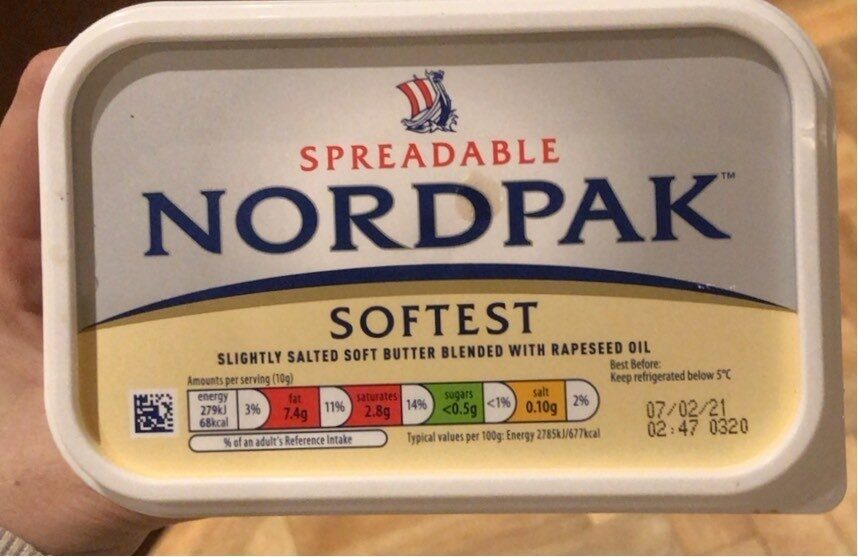 SPREADABLE
NORDPAK™
SOFTEST
SLIGHTLY SALTED SOFT BUTTER BLENDED WITH RAPESEED OIL
Best Before:
Keep refrigerated below 5°C
07/02/21
02:47 0320
Amounts per serving (10g)
energy 279kJ 68kcal 3% fat 7.4g 11% saturates 2.8g 14% sugars <0.5g <1% salt 0.10g 2%
% of an adult's Reference Intake
Typical values per 100g: Energy 2785kJ/677kcal